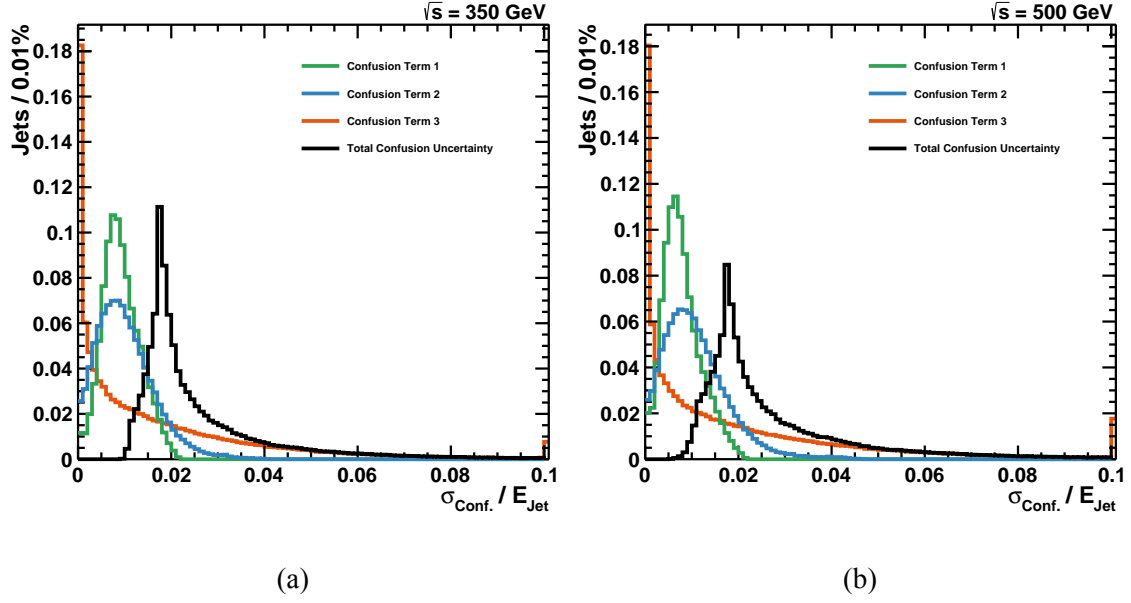 √s = 350 GeV
Jets / 0.01%
0.18
0.16
0.14
0.12
0.1
0.08
0.06
0.04
0.02
0
Confusion Term 1
Confusion Term 2
Confusion Term 3
Total Confusion Uncertainty
0 0.02 0.04 0.06 0.08 0.1
σConf. / EJet
(a)
√s = 500 GeV
Jets / 0.01%
0.18
0.16
0.14
0.12
0.1
0.08
0.06
0.04
0.02
0
Confusion Term 1
Confusion Term 2
Confusion Term 3
Total Confusion Uncertainty
0 0.02 0.04 0.06 0.08 0.1
σConf. / EJet
(b)